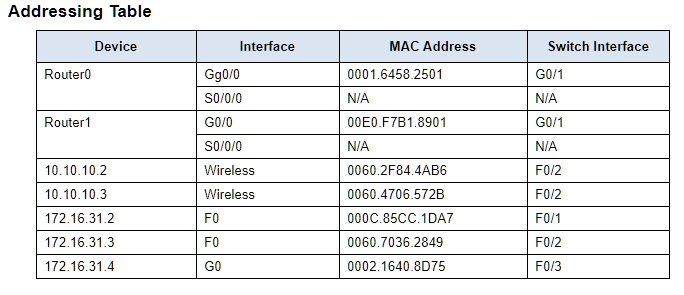 Addressing Table
Device Interface MAC Address Switch Interface
Router0 Gg0/0 0001.6458.2501 G0/1
S0/0/0 N/A N/A
Router1 G0/0 00E0.F7B1.8901 G0/1
S0/0/0 N/A N/A
10.10.10.2 Wireless 0060.2F84.4AB6 F0/2
10.10.10.3 Wireless 0060.4706.572B F0/2
172.16.31.2 F0 000C.85CC.1DA7 F0/1
172.16.31.3 F0 0060.7036.2849 F0/2
172.16.31.4 G0 0002.1640.8D75 F0/3